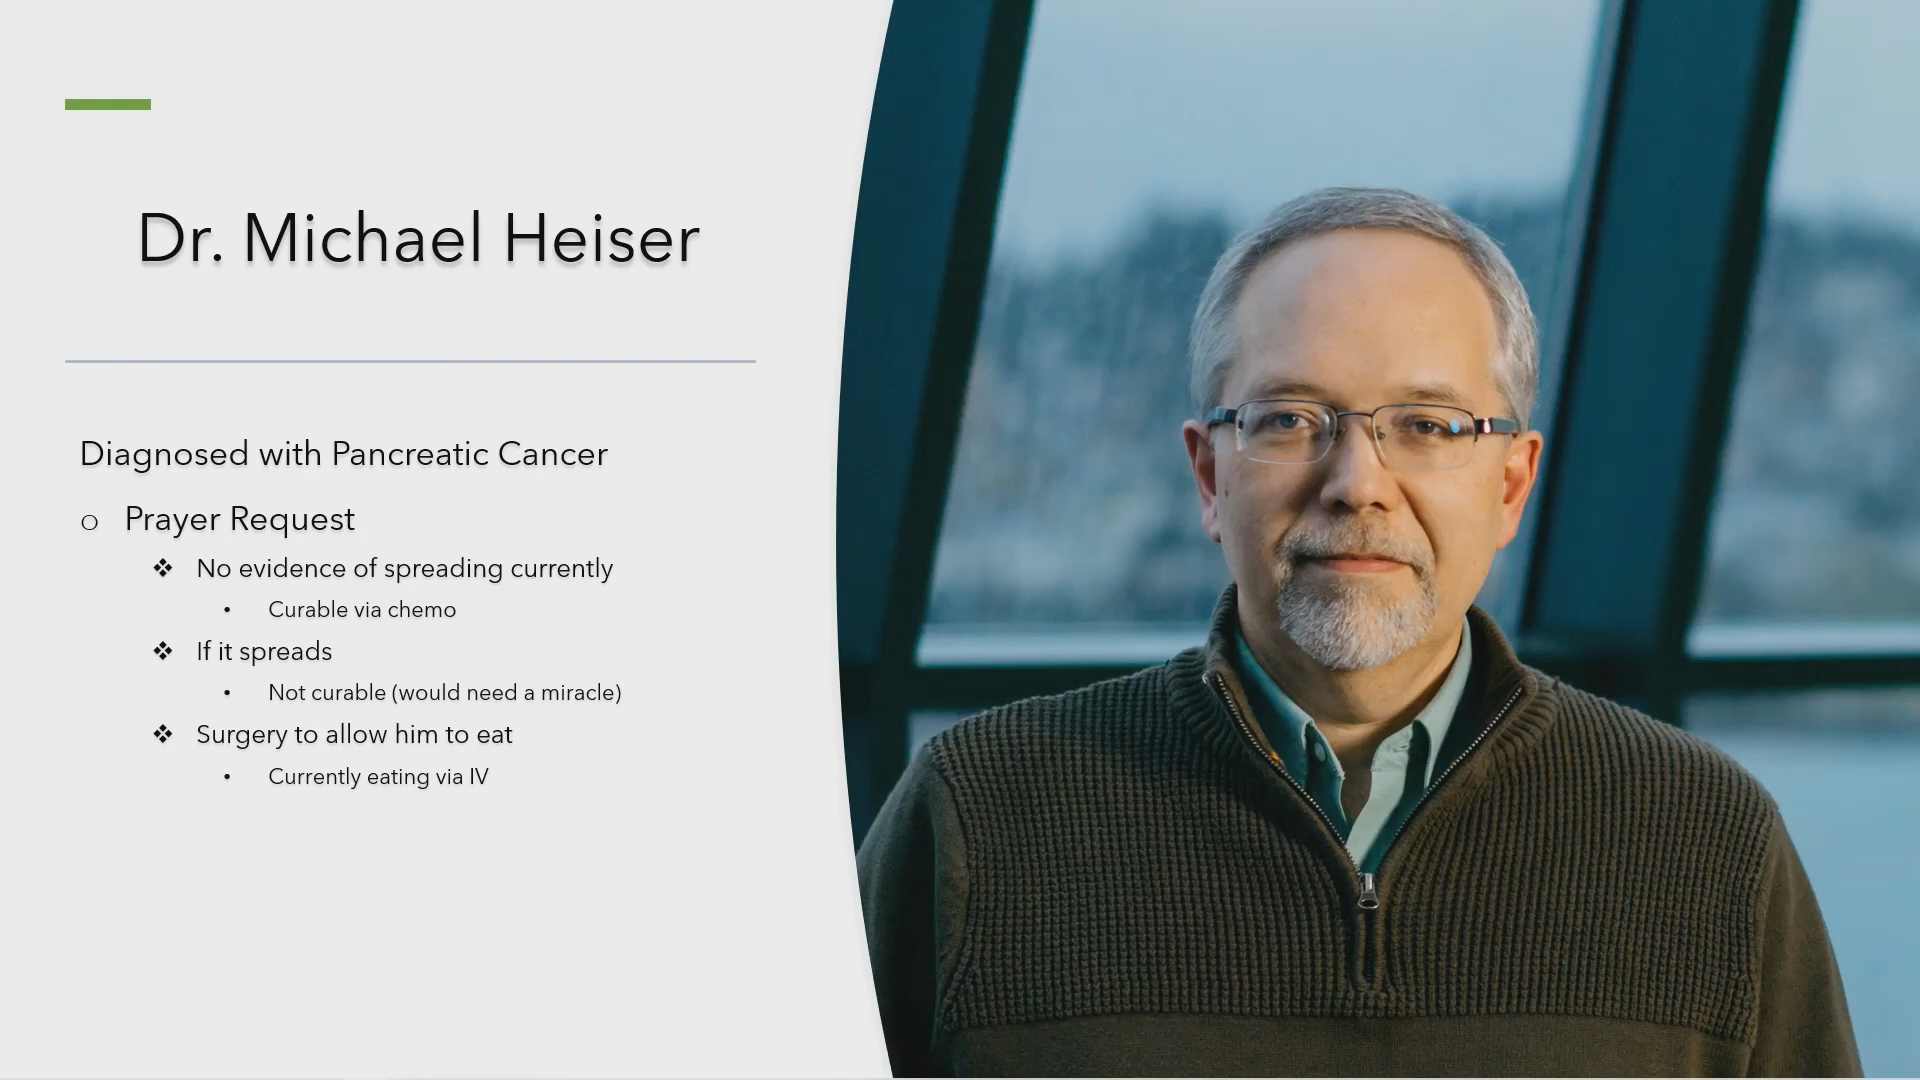 Dr. Michael Heiser
Diagnosed with Pancreatic Cancer
o Prayer Request
❖ No evidence of spreading currently
• Curable via chemo
❖ If it spreads
• Not curable (would need a miracle)
❖ Surgery to allow him to eat
• Currently eating via IV